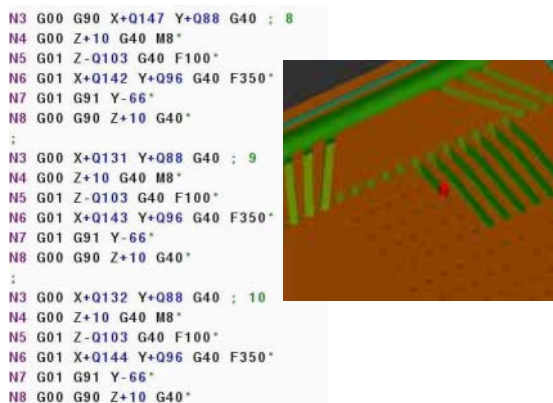 N3 G00 G90 X+Q147 Y+Q88 G40 ; 8
N4 G00 Z+10 G40 M8*
N5 G01 Z-Q103 G40 F100*
N6 G01 X+Q142 Y+Q96 G40 F350*
N7 G01 G91 Y-66*
N8 G00 G90 Z+10 G40*
;
N3 G00 X+Q131 Y+Q88 G40 ; 9
N4 G00 Z+10 G40 M8*
N5 G01 Z-Q103 G40 F100*
N6 G01 X+Q143 Y+Q96 G40 F350*
N7 G01 G91 Y-66*
N8 G00 G90 Z+10 G40*
;
N3 G00 X+Q132 Y+Q88 G40 ; 10
N4 G00 Z+10 G40 M8*
N5 G01 Z-Q103 G40 F100*
N6 G01 X+Q144 Y+Q96 G40 F350*
N7 G01 G91 Y-66*
N8 G00 G90 Z+10 G40*